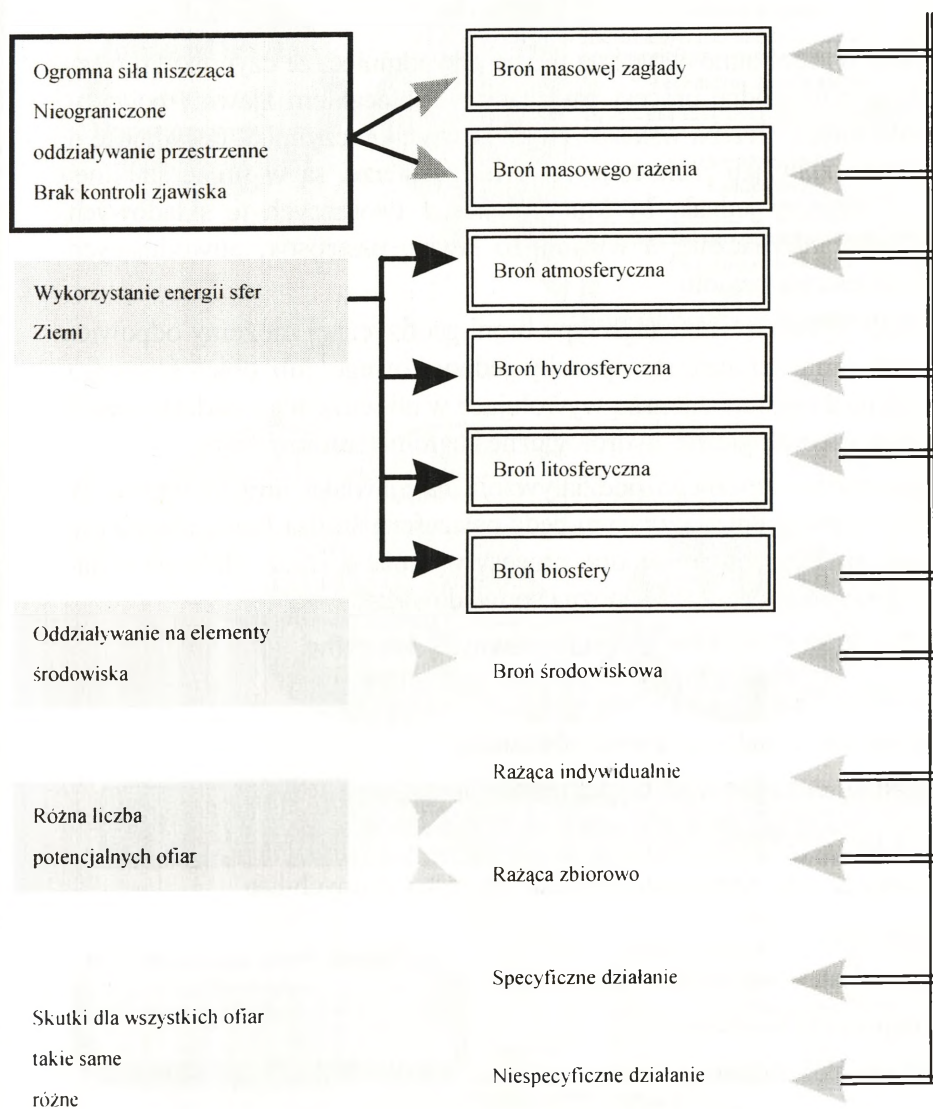 Ogromna siła niszcząca
Nieograniczone
oddziaływanie przestrzenne
Brak kontroli zjawiska
Broń masowej zagłady
Broń masowego rażenia
Wykorzystanie energii sfer
Ziemi
Broń atmosferyczna
Broń hydrosferyczna
Broń litosferyczna
Broń biosfery
Oddziaływanie na elementy
środowiska
Broń środowiskowa
Różna liczba
potencjalnych ofiar
Rażąca indywidualnie
Rażąca zbiorowo
Skutki dla wszystkich ofiar
takie same
różne
Specyficzne działanie
Niespecyficzne działanie